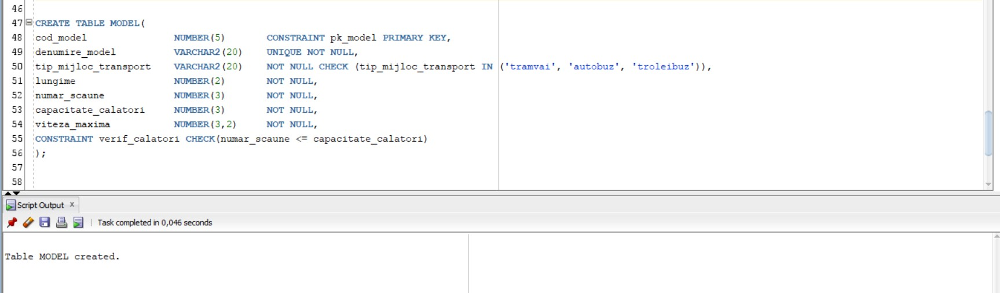 46
47 CREATE TABLE MODEL(
48 cod_model NUMBER(5) CONSTRAINT pk_model PRIMARY KEY,
49 denumire_model VARCHAR2(20) UNIQUE NOT NULL,
50 tip_mijloc_transport VARCHAR2(20) NOT NULL CHECK (tip_mijloc_transport IN ('tramvai', 'autobuz', 'troleibuz')),
51 lungime NUMBER(2) NOT NULL,
52 numar_scaune NUMBER(3) NOT NULL,
53 capacitate_calatori NUMBER(3) NOT NULL,
54 viteza_maxima NUMBER(3,2) NOT NULL,
55 CONSTRAINT verif_calatori CHECK(numar_scaune <= capacitate_calatori)
56 );
57
58
Script Output x
Task completed in 0,046 seconds
Table MODEL created.